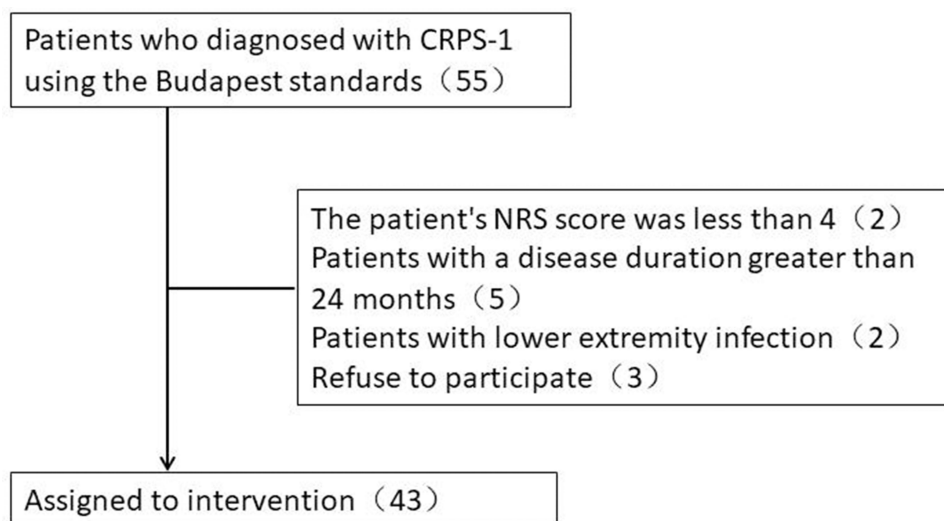 Patients who diagnosed with CRPS-1
using the Budapest standards（55）
The patient's NRS score was less than 4（2）
Patients with a disease duration greater than
24 months（5）
Patients with lower extremity infection（2）
Refuse to participate（3）
Assigned to intervention（43）